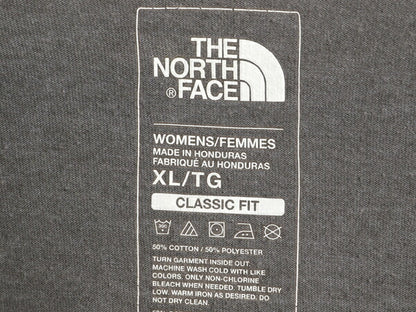 THE
NORTH
® FACE
WOMENS/FEMMES
MADE IN HONDURAS
FABRIQUÉ AU HONDURAS
XL/TG
CLASSIC FIT
50% COTTON / 50% POLYESTER
TURN GARMENT INSIDE OUT.
MACHINE WASH COLD WITH LIKE
COLORS. ONLY NON-CHLORINE
BLEACH WHEN NEEDED. TUMBLE DRY
LOW. WARM IRON AS DESIRED. DO
NOT DRY CLEAN.